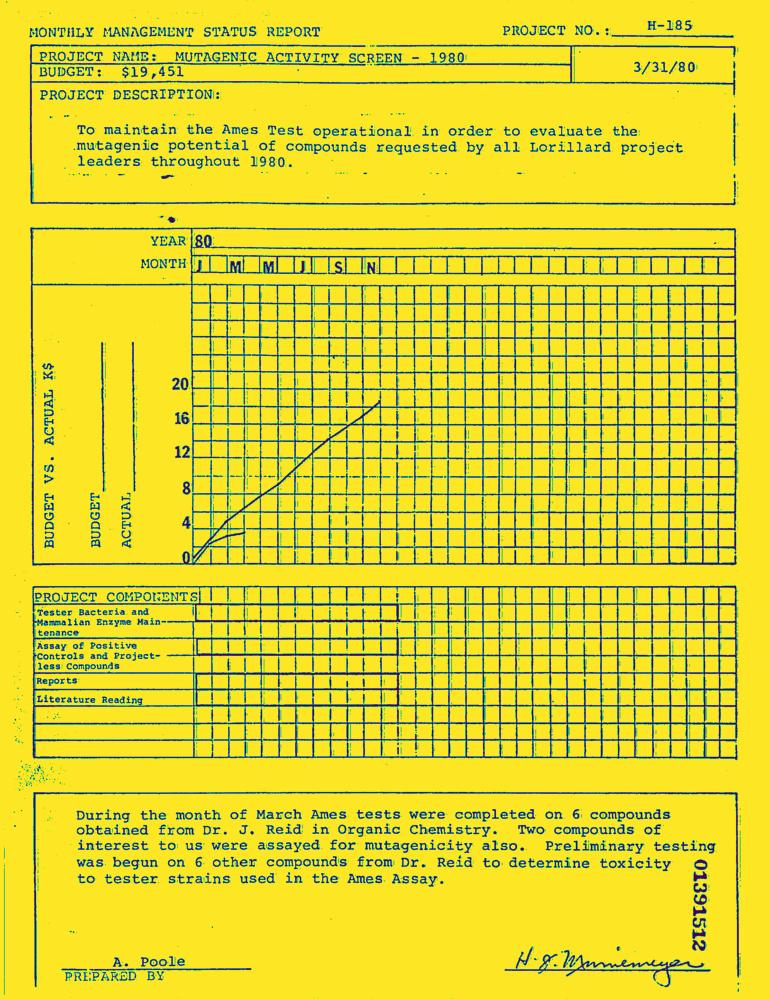 MONTHLY MANAGEMENT STATUS REPORT PROJECT NO.: H-185
PROJECT NAME: MUTAGENIC ACTIVITY SCREEN - 1980
BUDGET: $19,451
3/31/80
PROJECT DESCRIPTION:
To maintain the Ames Test operational in order to evaluate the
mutagenic potential of compounds requested by all Lorillard project
leaders throughout 1980.
YEAR 80
MONTH J M M J S N
BUDGET VS. ACTUAL K$
BUDGET
ACTUAL
20
16
12
8
4
0
PROJECT COMPONENTS
Tester Bacteria and
Mammalian Enzyme Main-
tenance
Assay of Positive
Controls and Project-
less Compounds
Reports
Literature Reading
During the month of March Ames tests were completed on 6 compounds
obtained from Dr. J. Reid in Organic Chemistry. Two compounds of
interest to us were assayed for mutagenicity also. Preliminary testing
was begun on 6 other compounds from Dr. Reid to determine toxicity
to tester strains used in the Ames Assay.
01391512
A. Poole
PREPARED BY
H. J.